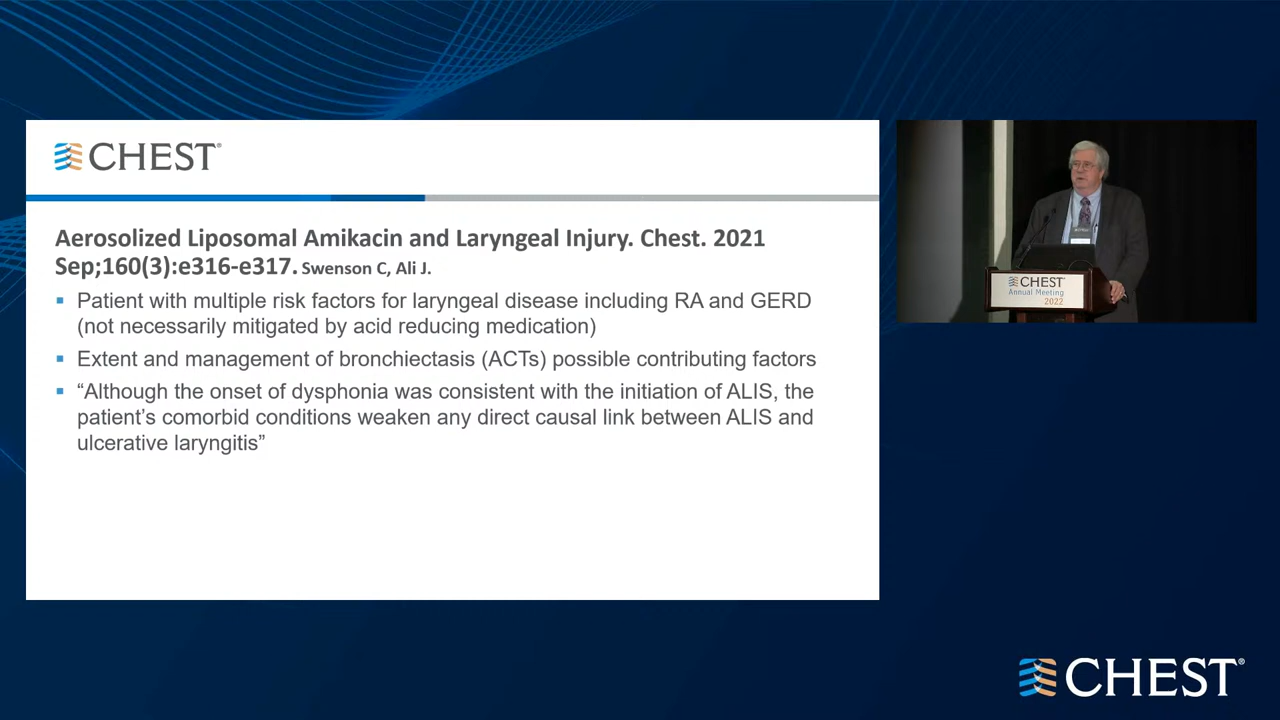 CHEST®
Aerosolized Liposomal Amikacin and Laryngeal Injury. Chest. 2021
Sep;160(3):e316-e317. Swenson C, Ali J.
▪ Patient with multiple risk factors for laryngeal disease including RA and GERD
(not necessarily mitigated by acid reducing medication)
▪ Extent and management of bronchiectasis (ACTs) possible contributing factors
▪ “Although the onset of dysphonia was consistent with the initiation of ALIS, the
patient’s comorbid conditions weaken any direct causal link between ALIS and
ulcerative laryngitis”
CHEST
Annual Meeting
2022
CHEST®